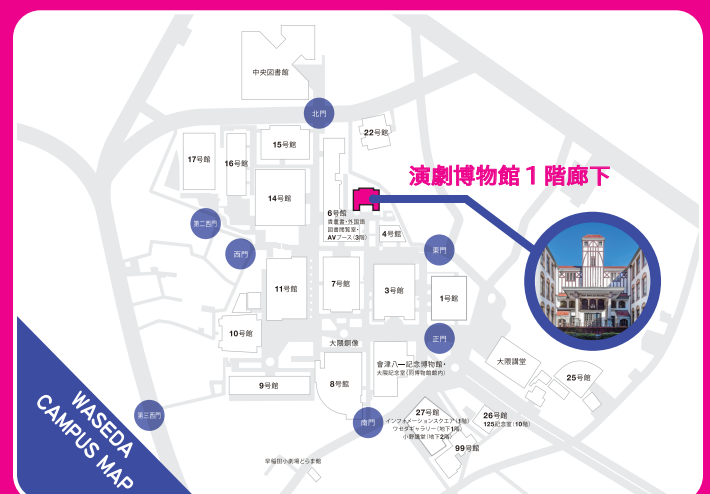 中央図書館
北門
22号館
15号館
17号館
16号館
演劇博物館1階廊下
14号館
6号館
貴重書・外国語
図書閲覧室・
AVブース（3階）
第二西門
4号館
西門
東門
11号館
7号館
3号館
1号館
10号館
大隈銅像
正門
會津八一記念博物館・
大隈記念室（同博物館館内）
大隈講堂
25号館
9号館
8号館
WASEDA
CAMPUS MAP
第三西門
南門
27号館
インフォメーションスクエア（1階）
ワセダギャラリー（地下1階）
小野講堂（地下2階）
26号館
125記念室（10階）
99号館
早稲田小劇場どらま館